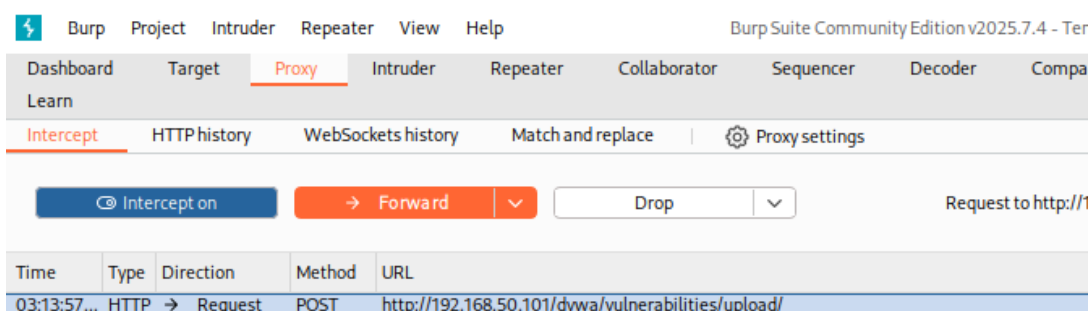 Burp Project Intruder Repeater View Help Burp Suite Community Edition v2025.7.4 - Ter
Dashboard Target Proxy Intruder Repeater Collaborator Sequencer Decoder Compa
Learn
Intercept HTTP history WebSockets history Match and replace Proxy settings
Intercept on Forward Drop Request to http://1
Time Type Direction Method URL
03:13:57... HTTP → Request POST http://192.168.50.101/dvwa/vulnerabilities/upload/